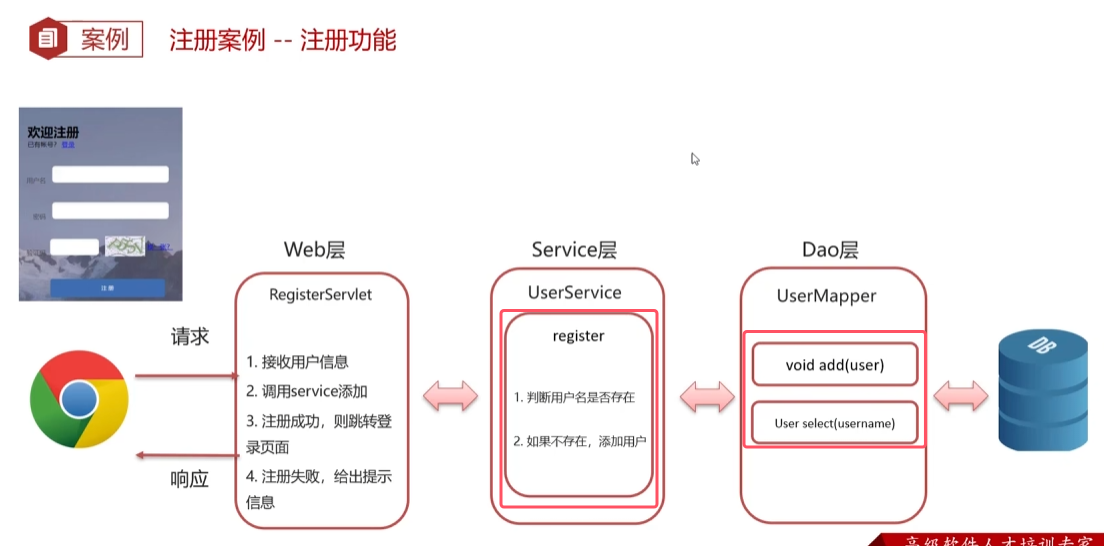 案例
注册案例 -- 注册功能
欢迎注册
已有帐号? 登录
用户名
密码
注册
Web层
Service层
Dao层
RegisterServlet
UserService
UserMapper
请求
响应
1. 接收用户信息
2. 调用service添加
3. 注册成功，则跳转登
录页面
4. 注册失败，给出提示
信息
register
1. 判断用户名是否存在
2. 如果不存在，添加用户
void add(user)
User select(username)
DB
高级软件人才培训专家